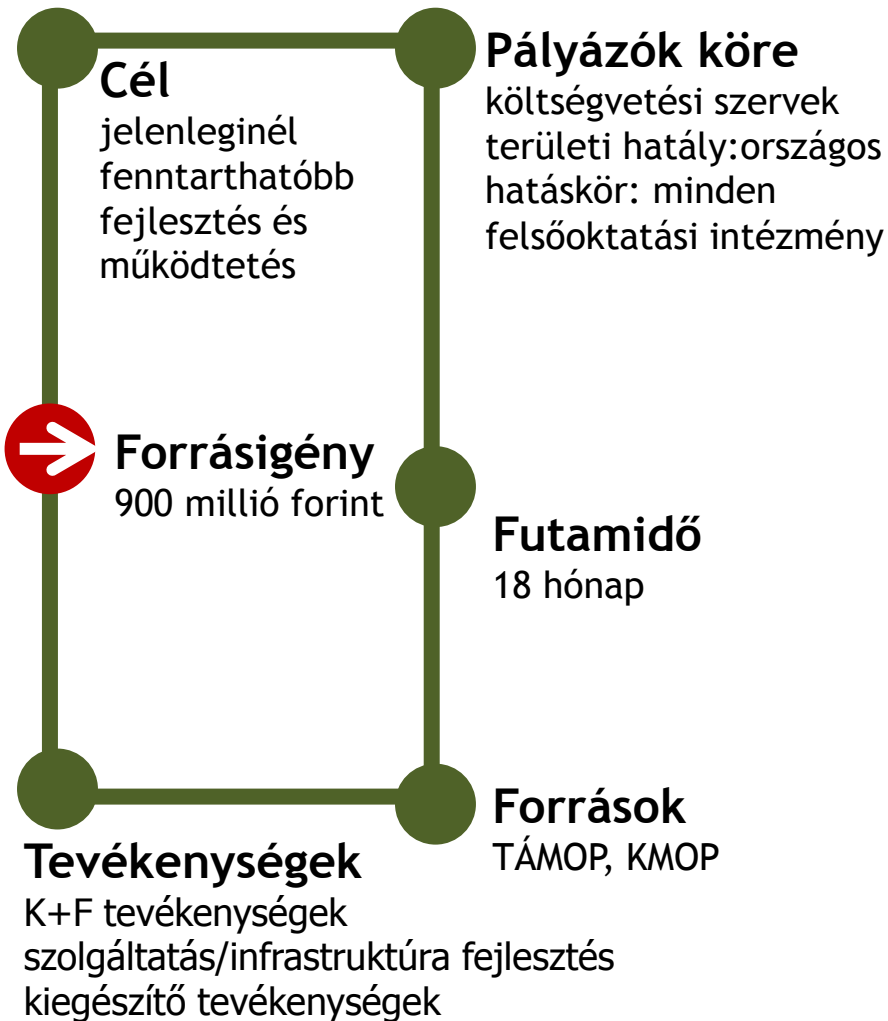 Cél
jelenleginél
fenntarthatóbb
fejlesztés és
működtetés
Pályázók köre
költségvetési szervek
területi hatály:országos
hatáskör: minden
felsőoktatási intézmény
Forrásigény
900 millió forint
Futamidő
18 hónap
Tevékenységek
K+F tevékenységek
szolgáltatás/infrastruktúra fejlesztés
kiegészítő tevékenységek
Források
TÁMOP, KMOP